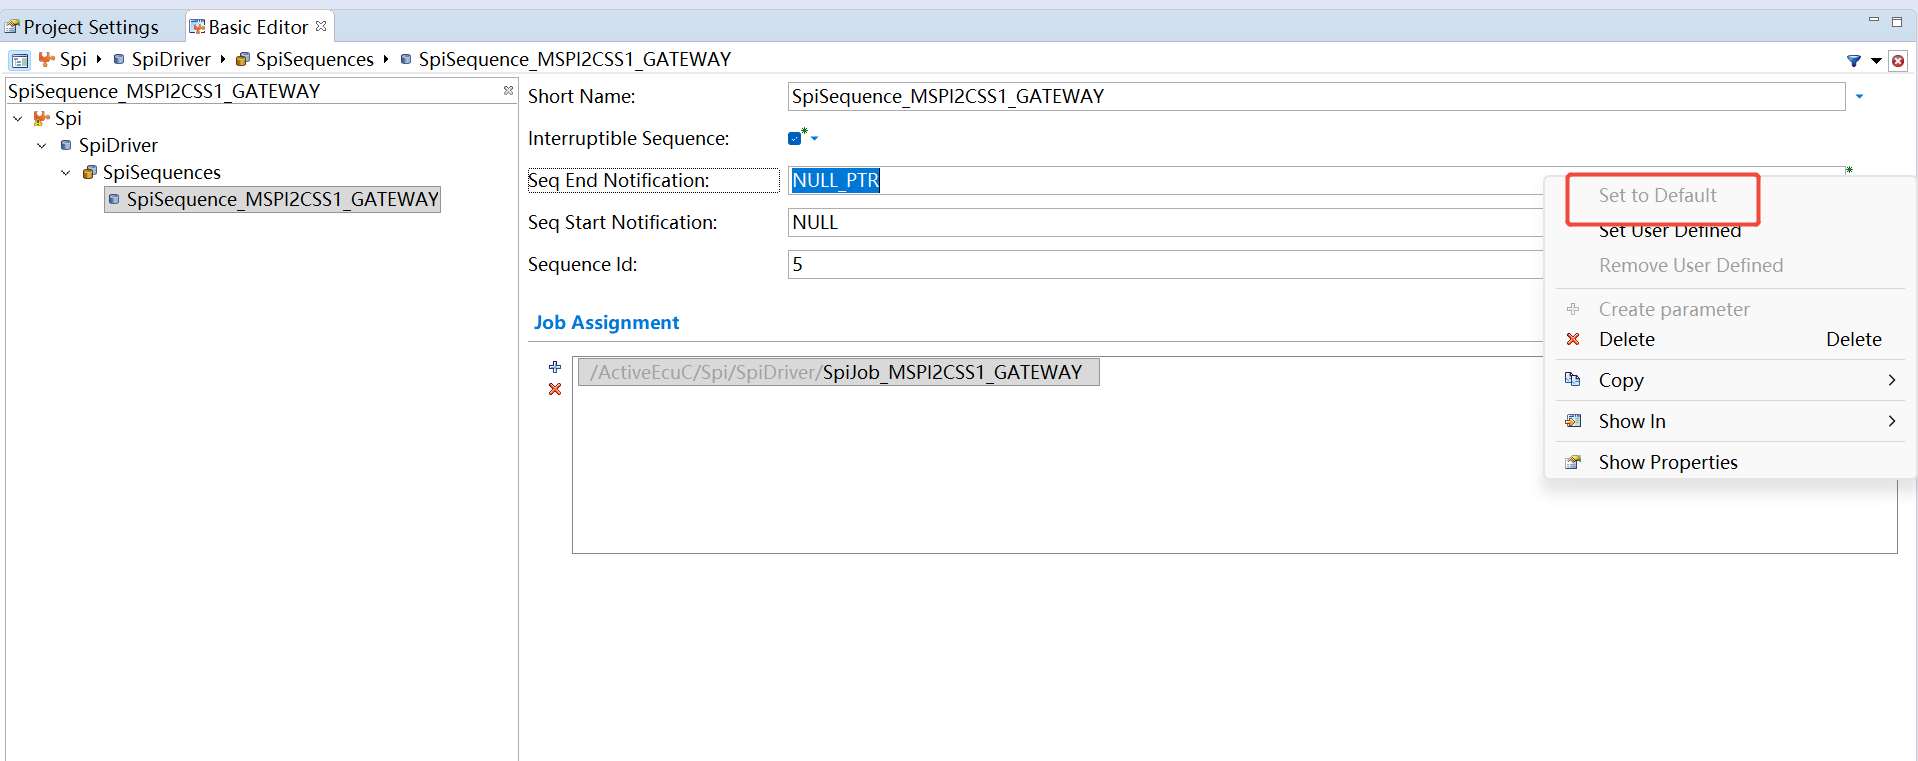 Project Settings
Basic Editor
Spi
SpiDriver
SpiSequences
SpiSequence_MSPI2CSS1_GATEWAY
SpiSequence_MSPI2CSS1_GATEWAY
Spi
SpiDriver
SpiSequences
SpiSequence_MSPI2CSS1_GATEWAY
Short Name:
SpiSequence_MSPI2CSS1_GATEWAY
Interruptible Sequence:
Seq End Notification:
NULL_PTR
Seq Start Notification:
NULL
Sequence Id:
5
Job Assignment
/ActiveEcuC/Spi/SpiDriver/SpiJob_MSPI2CSS1_GATEWAY
Set to Default
Set User Defined
Remove User Defined
Create parameter
Delete Delete
Copy
Show In
Show Properties